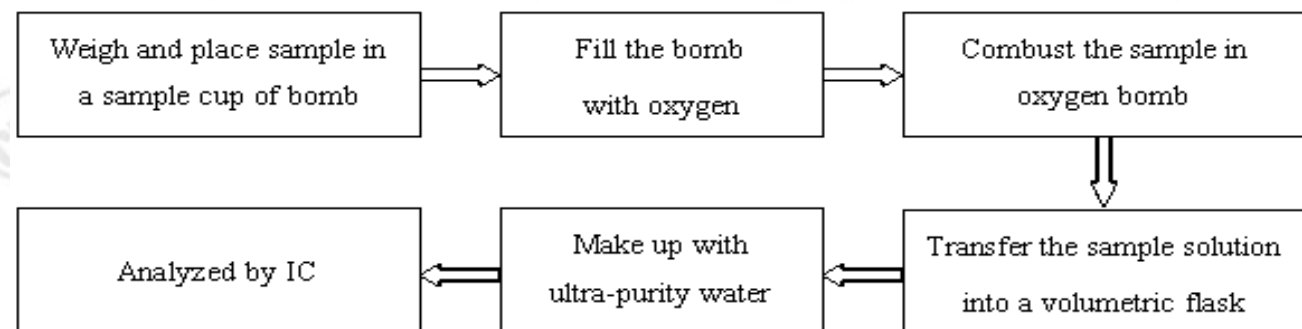 Weigh and place sample in
a sample cup of bomb
Fill the bomb
with oxygen
Combust the sample in
oxygen bomb
Transfer the sample solution
into a volumetric flask
Make up with
ultra-purity water
Analyzed by IC